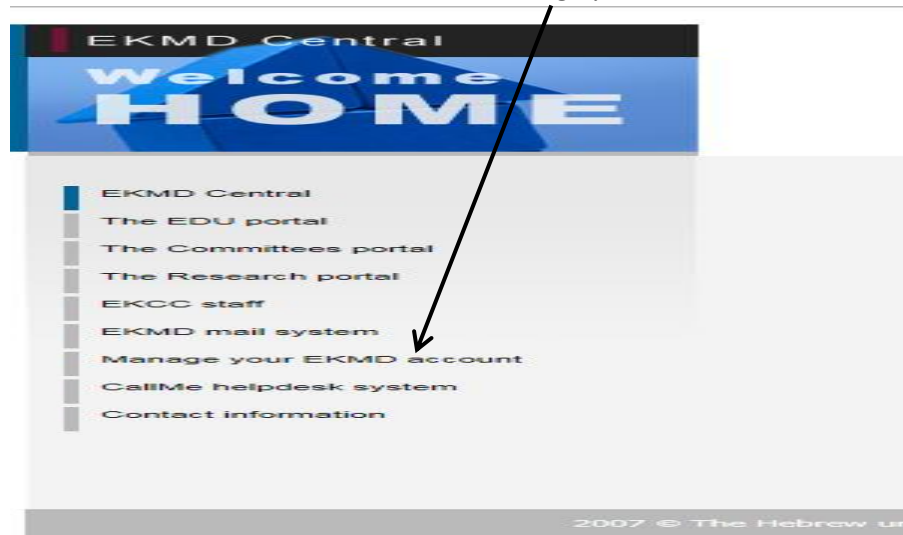 EKMD Central
Welcome
HOME
EKMD Central
The EDU portal
The Committees portal
The Research portal
EKCC staff
EKMD mail system
Manage your EKMD account
CallMe helpdesk system
Contact information
2007 © The Hebrew